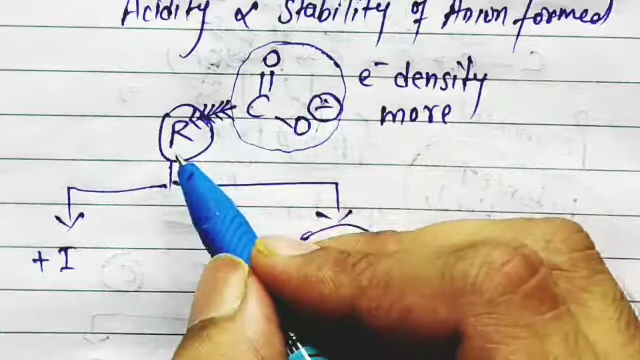 Acidity ∝ Stability of Anion formed
O
|| 
R C O⊖ e⁻ density
more
+ I